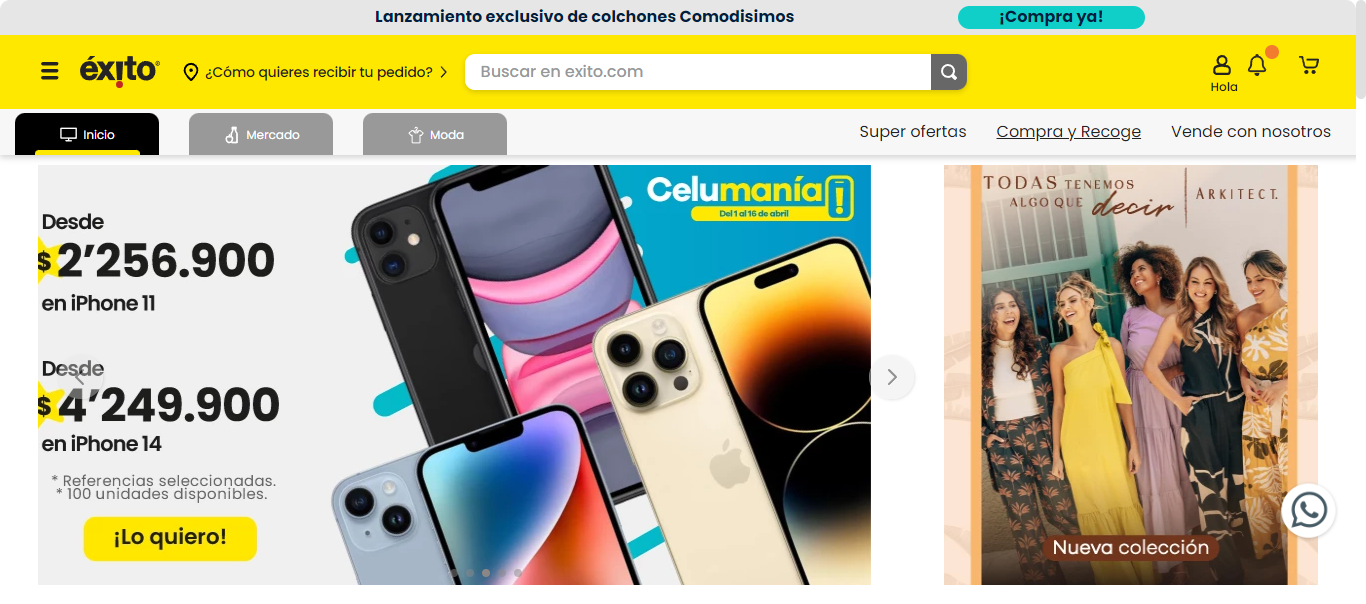 Lanzamiento exclusivo de colchones Comodisimos
¡Compra ya!
éxito
¿Cómo quieres recibir tu pedido?
Buscar en exito.com
Hola
Inicio
Mercado
Moda
Super ofertas
Compra y Recoge
Vende con nosotros
Desde
$ 2’256.900
en iPhone 11
Desde
$ 4’249.900
en iPhone 14
* Referencias seleccionadas.
* 100 unidades disponibles.
¡Lo quiero!
Celumanía
Del 1 al 16 de abril
TODAS TENEMOS
ALGO QUE decir
ARKITECT.
Nueva colección